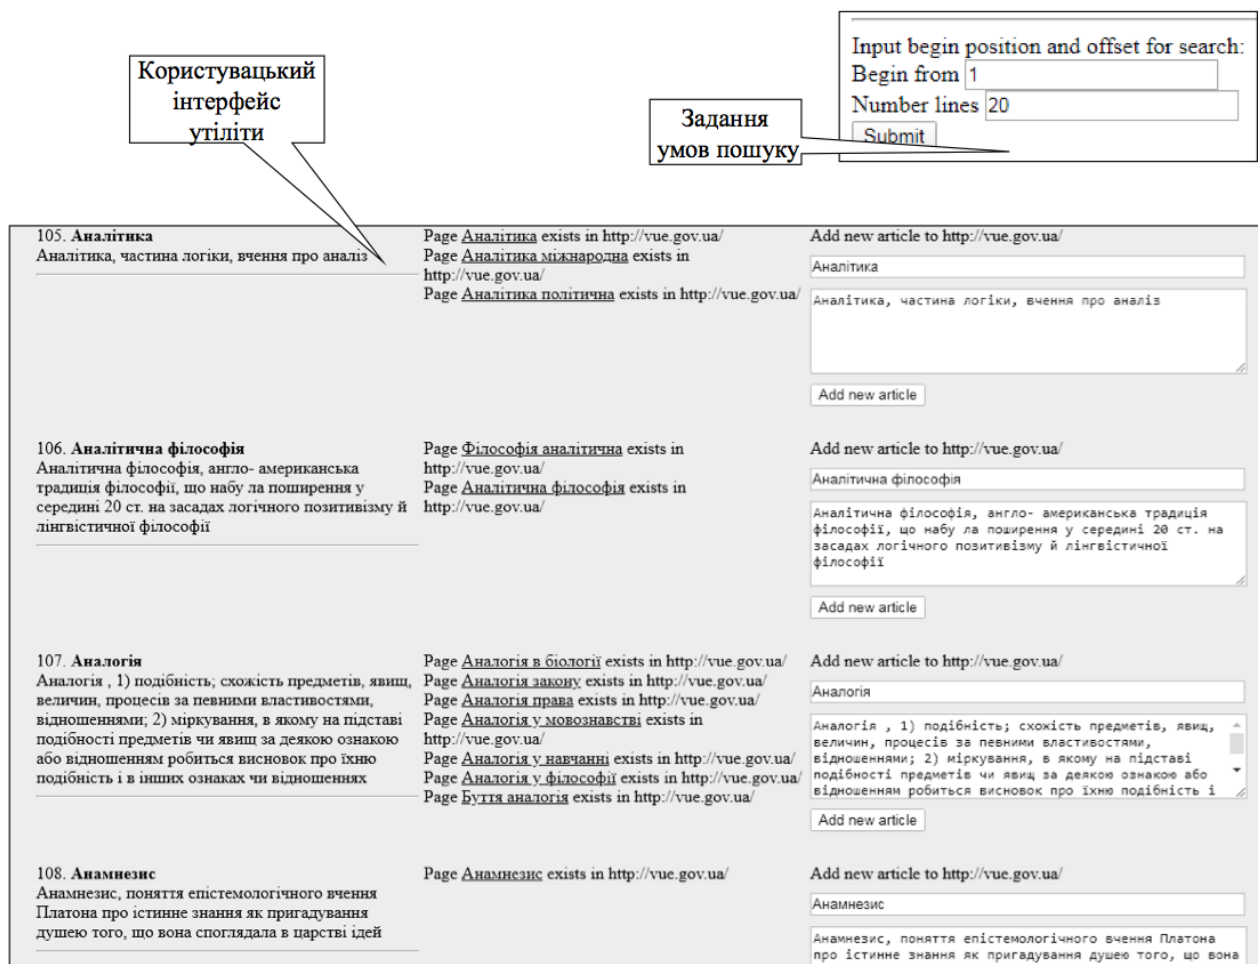 Користувацький
інтерфейс
утіліти
Input begin position and offset for search:
Begin from 1
Number lines 20
Submit
Задання
умов пошуку
105. Аналітика
Аналітика, частина логіки, вчення про аналіз
Page Аналітика exists in http://vue.gov.ua/
Page Аналітика міжнародна exists in
http://vue.gov.ua/
Page Аналітика політична exists in http://vue.gov.ua/
Add new article to http://vue.gov.ua/
Аналітика
Аналітика, частина логіки, вчення про аналіз
Add new article
106. Аналітична філософія
Аналітична філософія, англо- американська
традиція філософії, що набу ла поширення у
середині 20 ст. на засадах логічного позитивізму й
лінгвістичної філософії
Page Філософія аналітична exists in
http://vue.gov.ua/
Page Аналітична філософія exists in
http://vue.gov.ua/
Add new article to http://vue.gov.ua/
Аналітична філософія
Аналітична філософія, англо- американська традиція
філософії, що набу ла поширення у середині 20 ст. на
засадах логічного позитивізму й лінгвістичної
філософії
Add new article
107. Аналогія
Аналогія , 1) подібність; схожість предметів, явищ,
величин, процесів за певними властивостями,
відношеннями; 2) міркування, в якому на підставі
подібності предметів чи явищ за деякою ознакою
або відношенням робиться висновок про їхню
подібність і в інших ознаках чи відношеннях
Page Аналогія в біології exists in http://vue.gov.ua/
Page Аналогія закону exists in http://vue.gov.ua/
Page Аналогія права exists in http://vue.gov.ua/
Page Аналогія у мовознавстві exists in
http://vue.gov.ua/
Page Аналогія у навчанні exists in http://vue.gov.ua/
Page Аналогія у філософії exists in http://vue.gov.ua/
Page Буття аналогія exists in http://vue.gov.ua/
Add new article to http://vue.gov.ua/
Аналогія
Аналогія , 1) подібність; схожість предметів, явищ,
величин, процесів за певними властивостями,
відношеннями; 2) міркування, в якому на підставі
подібності предметів чи явищ за деякою ознакою або
відношенням робиться висновок про їхню подібність і
Add new article
108. Анамнезис
Анамнезис, поняття епістемологічного вчення
Платона про істинне знання як пригадування
душею того, що вона споглядала в царстві ідей
Page Анамнезис exists in http://vue.gov.ua/
Add new article to http://vue.gov.ua/
Анамнезис
Анамнезис, поняття епістемологічного вчення Платона
про істинне знання як пригадування душею того, що вона